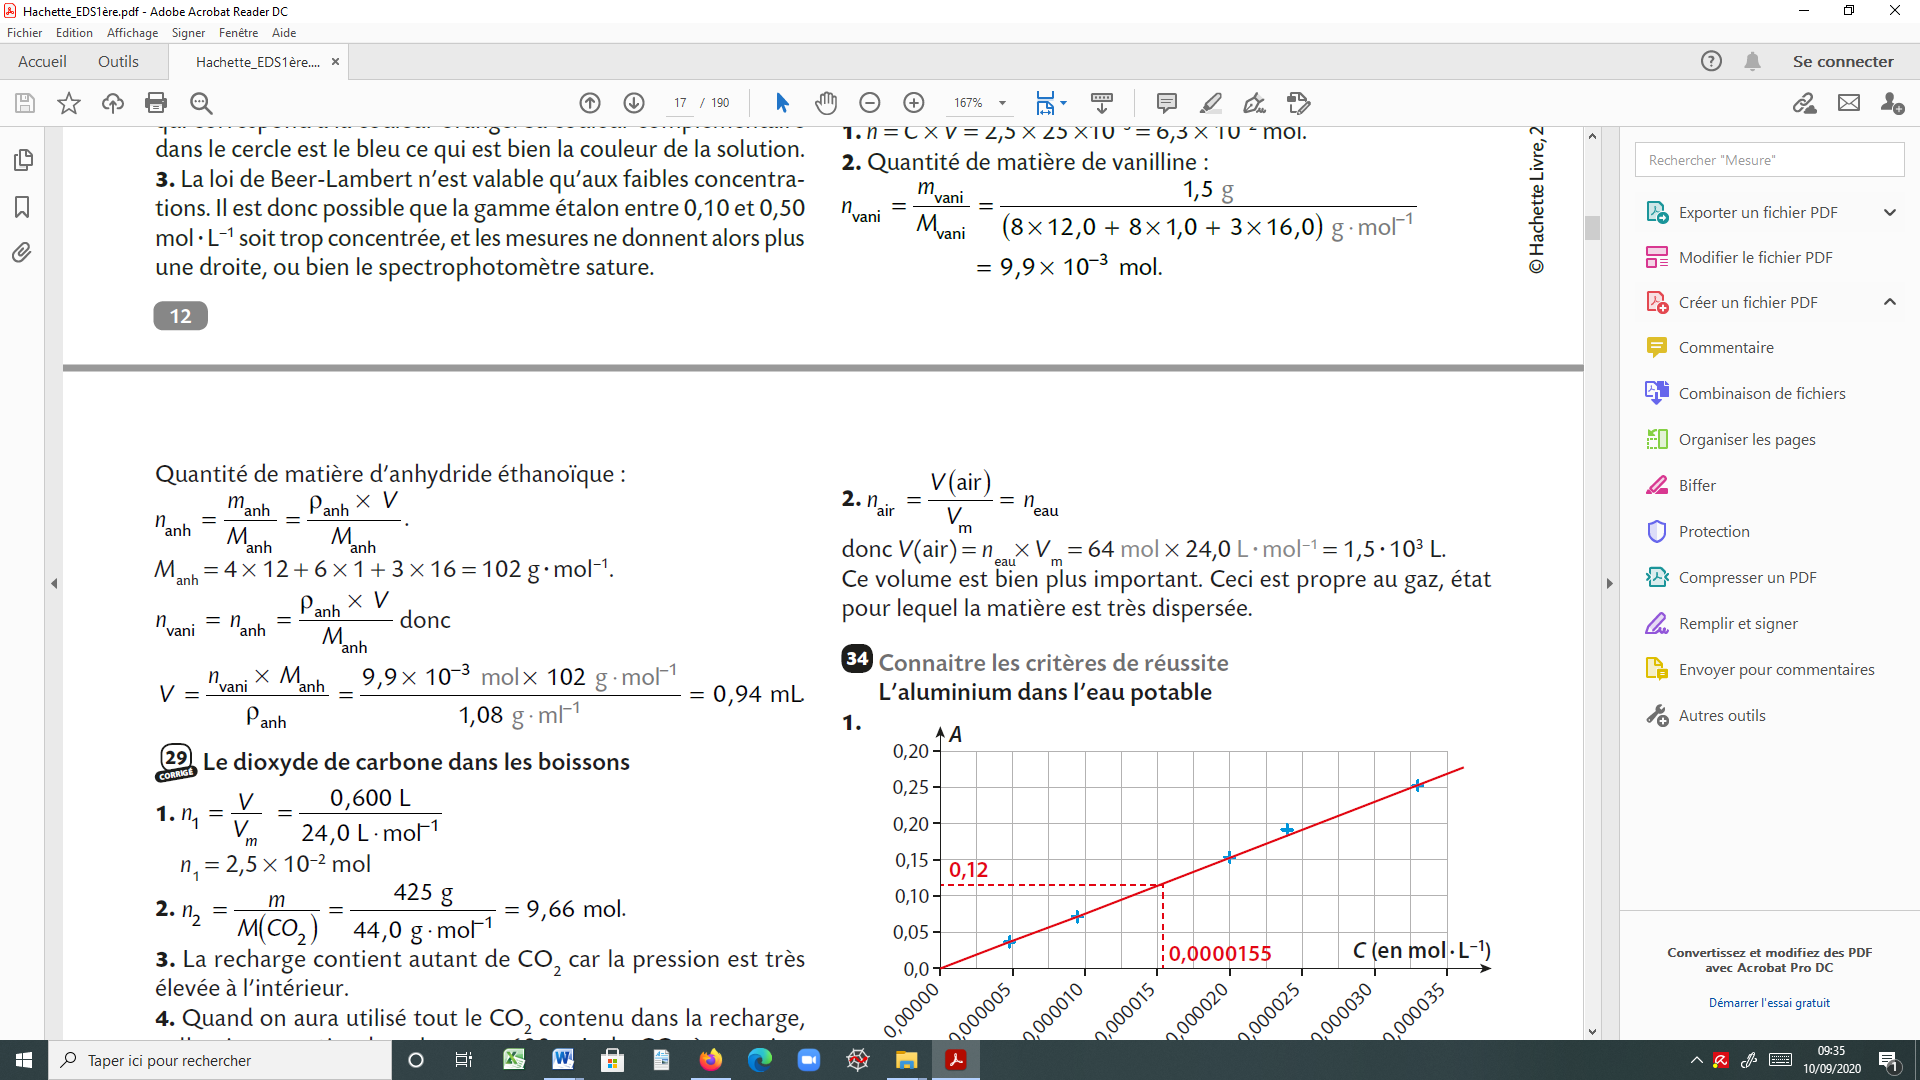 Hachette_EDS1ère.pdf - Adobe Acrobat Reader DC
Fichier Edition Affichage Signer Fenêtre Aide
Accueil Outils Hachette_EDS1ère.... × Se connecter
17 / 190 167%
dans le cercle est le bleu ce qui est bien la couleur de la solution.
3. La loi de Beer-Lambert n’est valable qu’aux faibles concentra-
tions. Il est donc possible que la gamme étalon entre 0,10 et 0,50
mol · L⁻¹ soit trop concentrée, et les mesures ne donnent alors plus
une droite, ou bien le spectrophotomètre sature.
12
1. n = C × V = 2,5 × 25 × 10⁻³ = 6,3 × 10⁻² mol.
2. Quantité de matière de vanilline :
n_vani = m_vani / M_vani = 1,5 g / (8 × 12,0 + 8 × 1,0 + 3 × 16,0) g · mol⁻¹
= 9,9 × 10⁻³ mol.
© Hachette Livre, 2
Quantité de matière d’anhydride éthanoïque :
n_anh = m_anh / M_anh = ρ_anh × V / M_anh .
M_anh = 4 × 12 + 6 × 1 + 3 × 16 = 102 g · mol⁻¹.
n_vani = n_anh = ρ_anh × V / M_anh donc
V = n_vani × M_anh / ρ_anh = 9,9 × 10⁻³ mol × 102 g · mol⁻¹ / 1,08 g · ml⁻¹ = 0,94 mL.
29 CORRIGÉ Le dioxyde de carbone dans les boissons
1. n₁ = V / V_m = 0,600 L / 24,0 L · mol⁻¹
n₁ = 2,5 × 10⁻² mol
2. n₂ = m / M(CO₂) = 425 g / 44,0 g · mol⁻¹ = 9,66 mol.
3. La recharge contient autant de CO₂ car la pression est très
élevée à l’intérieur.
4. Quand on aura utilisé tout le CO₂ contenu dans la recharge,
2. n_air = V(air) / V_m = n_eau
donc V(air) = n_eau × V_m = 64 mol × 24,0 L · mol⁻¹ = 1,5 · 10³ L.
Ce volume est bien plus important. Ceci est propre au gaz, état
pour lequel la matière est très dispersée.
34 Connaitre les critères de réussite
L’aluminium dans l’eau potable
1.
A
0,20
0,25
0,20
0,15
0,10
0,05
0,0
0,12
0,0000155
C (en mol · L⁻¹)
0,00000
0,000005
0,000010
0,000015
0,000020
0,000025
0,000030
0,000035
Rechercher "Mesure"
Exporter un fichier PDF
Modifier le fichier PDF
Créer un fichier PDF
Commentaire
Combinaison de fichiers
Organiser les pages
Biffer
Protection
Compresser un PDF
Remplir et signer
Envoyer pour commentaires
Autres outils
Convertissez et modifiez des PDF
avec Acrobat Pro DC
Démarrer l'essai gratuit
Taper ici pour rechercher
09:35
10/09/2020
1